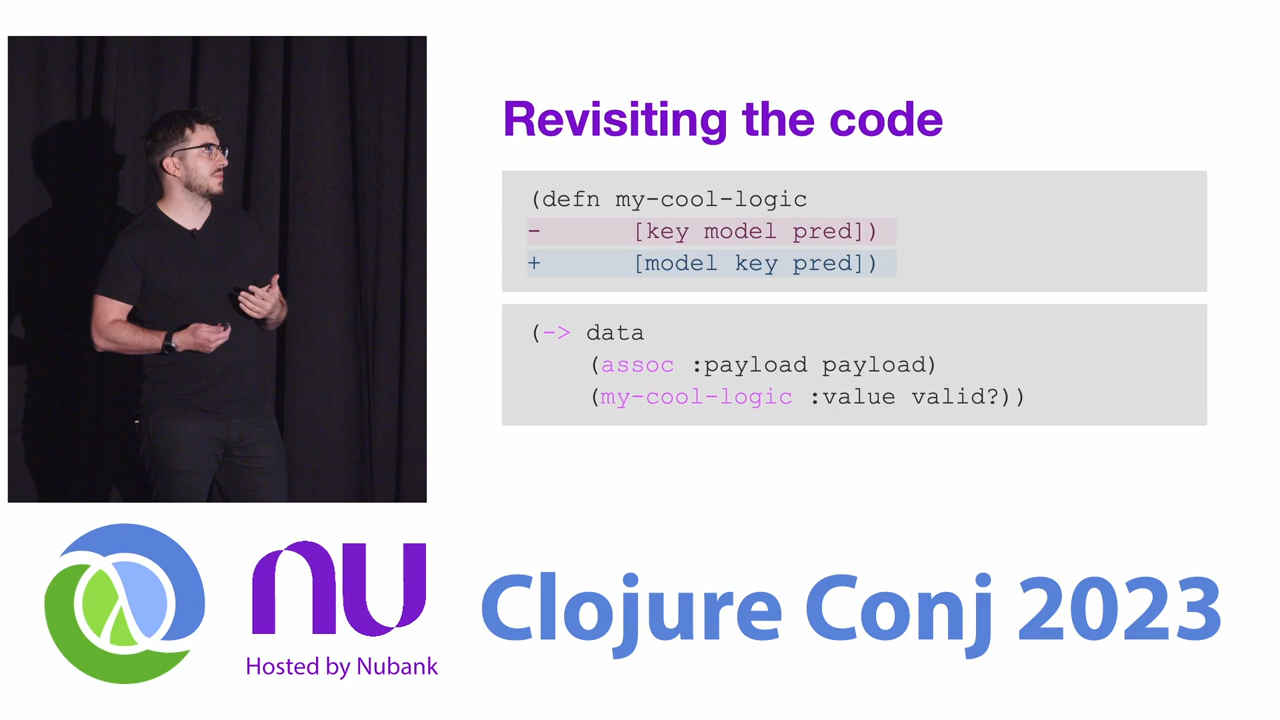 Revisiting the code
(defn my-cool-logic
-      [key model pred])
+      [model key pred])
(-> data
    (assoc :payload payload)
    (my-cool-logic :value valid?))
nu
Hosted by Nubank
Clojure Conj 2023